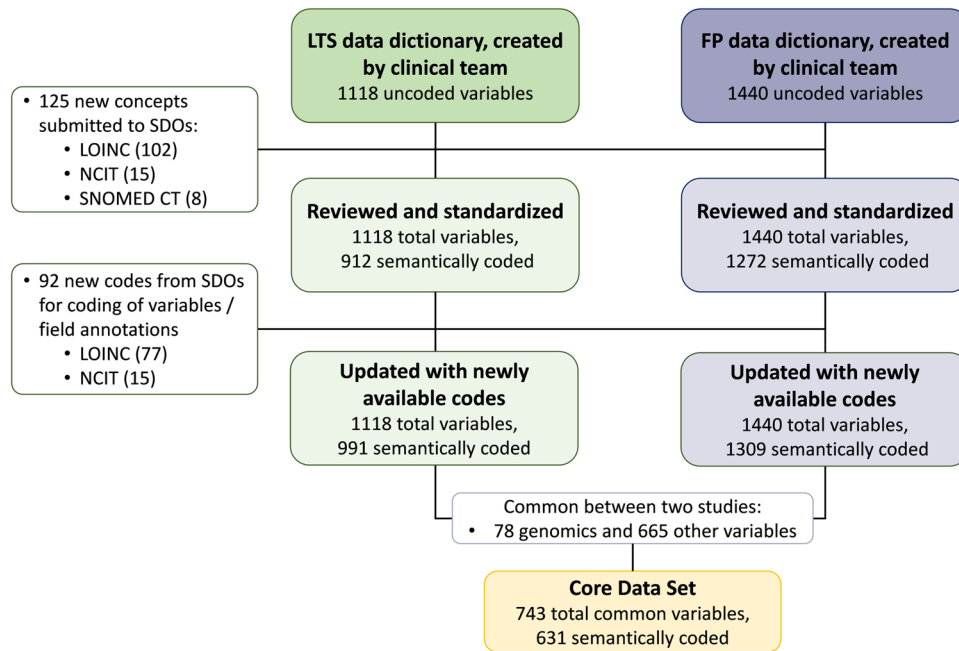 LTS data dictionary, created
by clinical team
1118 uncoded variables
FP data dictionary, created
by clinical team
1440 uncoded variables
• 125 new concepts
submitted to SDOs:
• LOINC (102)
• NCIT (15)
• SNOMED CT (8)
Reviewed and standardized
1118 total variables,
912 semantically coded
Reviewed and standardized
1440 total variables,
1272 semantically coded
• 92 new codes from SDOs
for coding of variables /
field annotations
• LOINC (77)
• NCIT (15)
Updated with newly
available codes
1118 total variables,
991 semantically coded
Updated with newly
available codes
1440 total variables,
1309 semantically coded
Common between two studies:
• 78 genomics and 665 other variables
Core Data Set
743 total common variables,
631 semantically coded